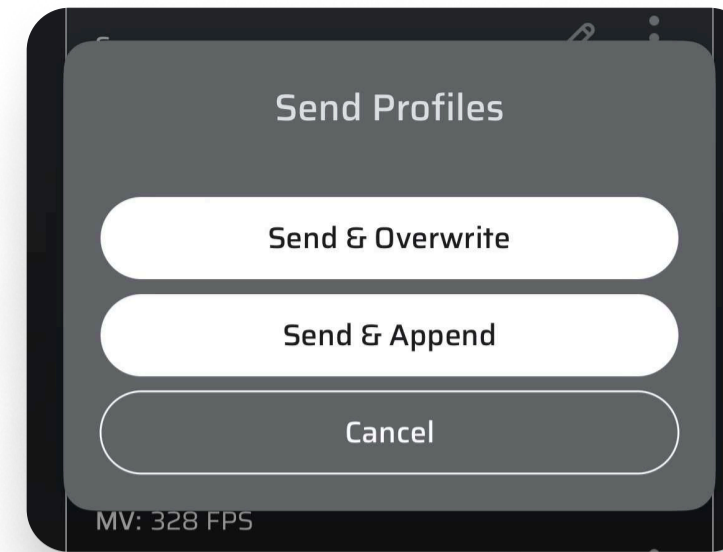 Send Profiles
Send & Overwrite
Send & Append
Cancel
MV: 328 FPS